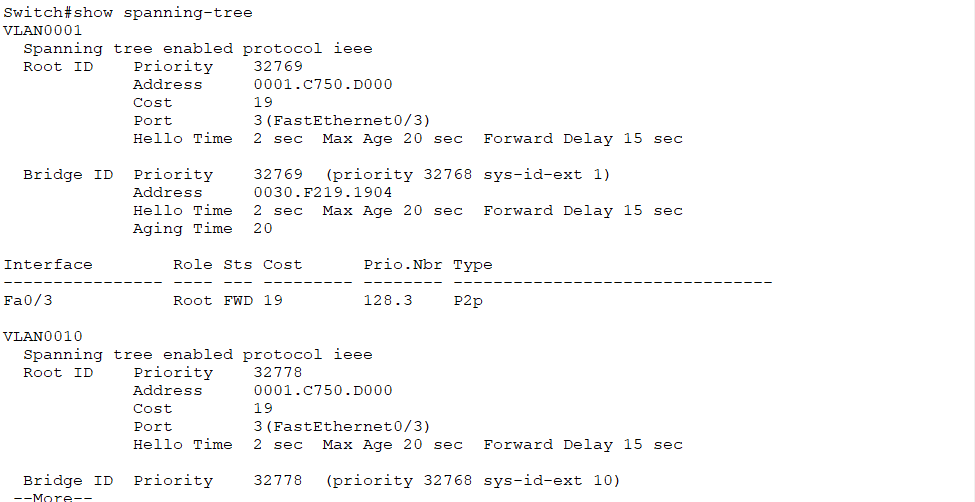 Switch#show spanning-tree
VLAN0001
  Spanning tree enabled protocol ieee
  Root ID    Priority    32769
             Address     0001.C750.D000
             Cost        19
             Port        3(FastEthernet0/3)
             Hello Time  2 sec  Max Age 20 sec  Forward Delay 15 sec

  Bridge ID  Priority    32769  (priority 32768 sys-id-ext 1)
             Address     0030.F219.1904
             Hello Time  2 sec  Max Age 20 sec  Forward Delay 15 sec
             Aging Time  20

Interface        Role Sts Cost      Prio.Nbr Type
---------------- ---- --- --------- -------- --------------------------------
Fa0/3            Root FWD 19        128.3    P2p

VLAN0010
  Spanning tree enabled protocol ieee
  Root ID    Priority    32778
             Address     0001.C750.D000
             Cost        19
             Port        3(FastEthernet0/3)
             Hello Time  2 sec  Max Age 20 sec  Forward Delay 15 sec

  Bridge ID  Priority    32778  (priority 32768 sys-id-ext 10)
 --More--